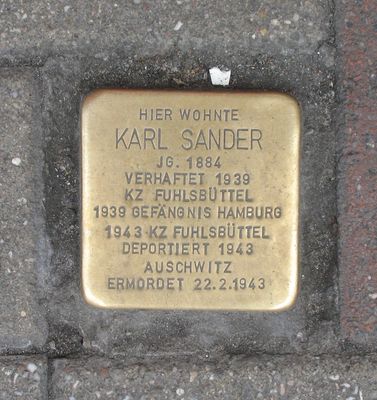 HIER WOHNTE
KARL SANDER
JG. 1884
VERHAFTET 1939
KZ FUHLSBÜTTEL
1939 GEFÄNGNIS HAMBURG
1943 KZ FUHLSBÜTTEL
DEPORTIERT 1943
AUSCHWITZ
ERMORDET 22.2.1943